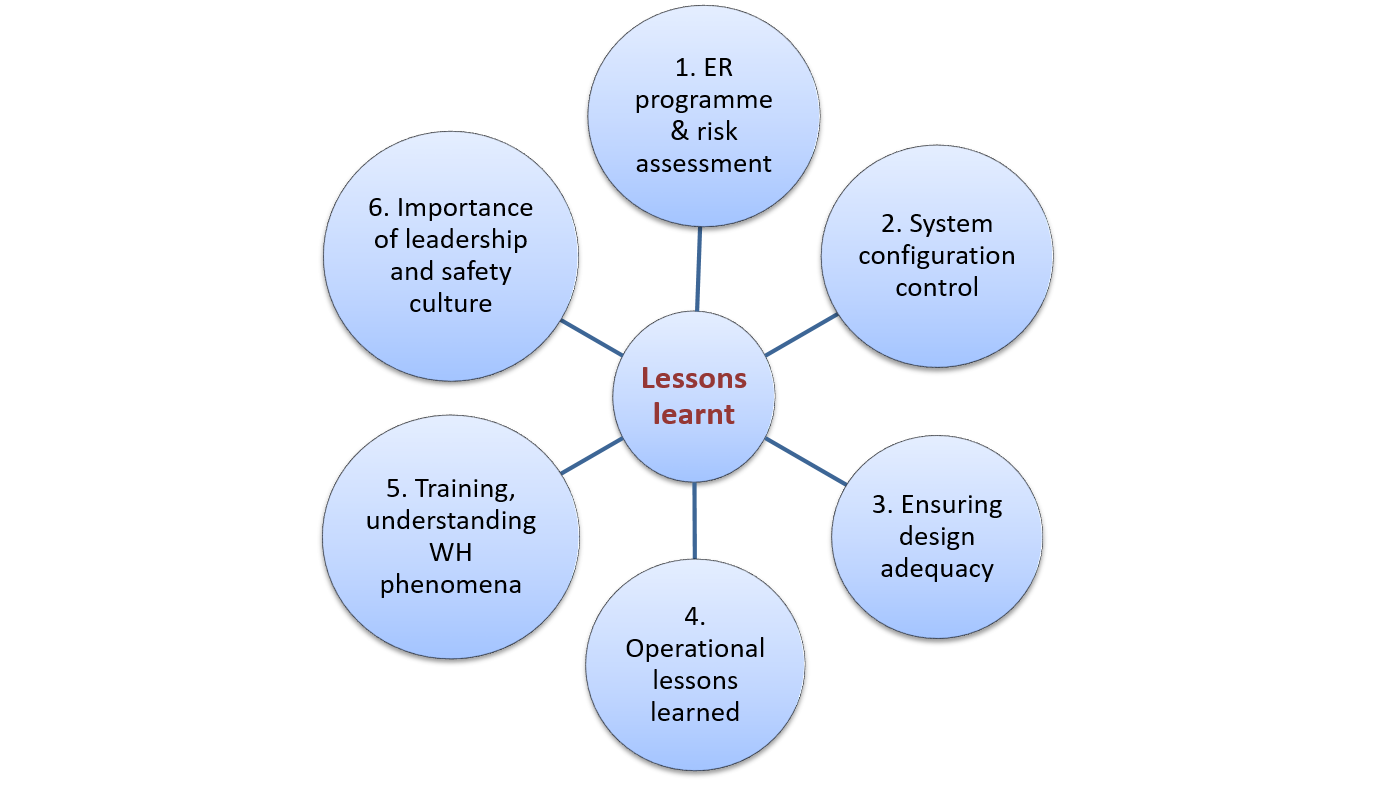 1. ER
programme
& risk
assessment
2. System
configuration
control
3. Ensuring
design
adequacy
4.
Operational
lessons
learned
5. Training,
understanding
WH
phenomena
6. Importance
of leadership
and safety
culture
Lessons
learnt